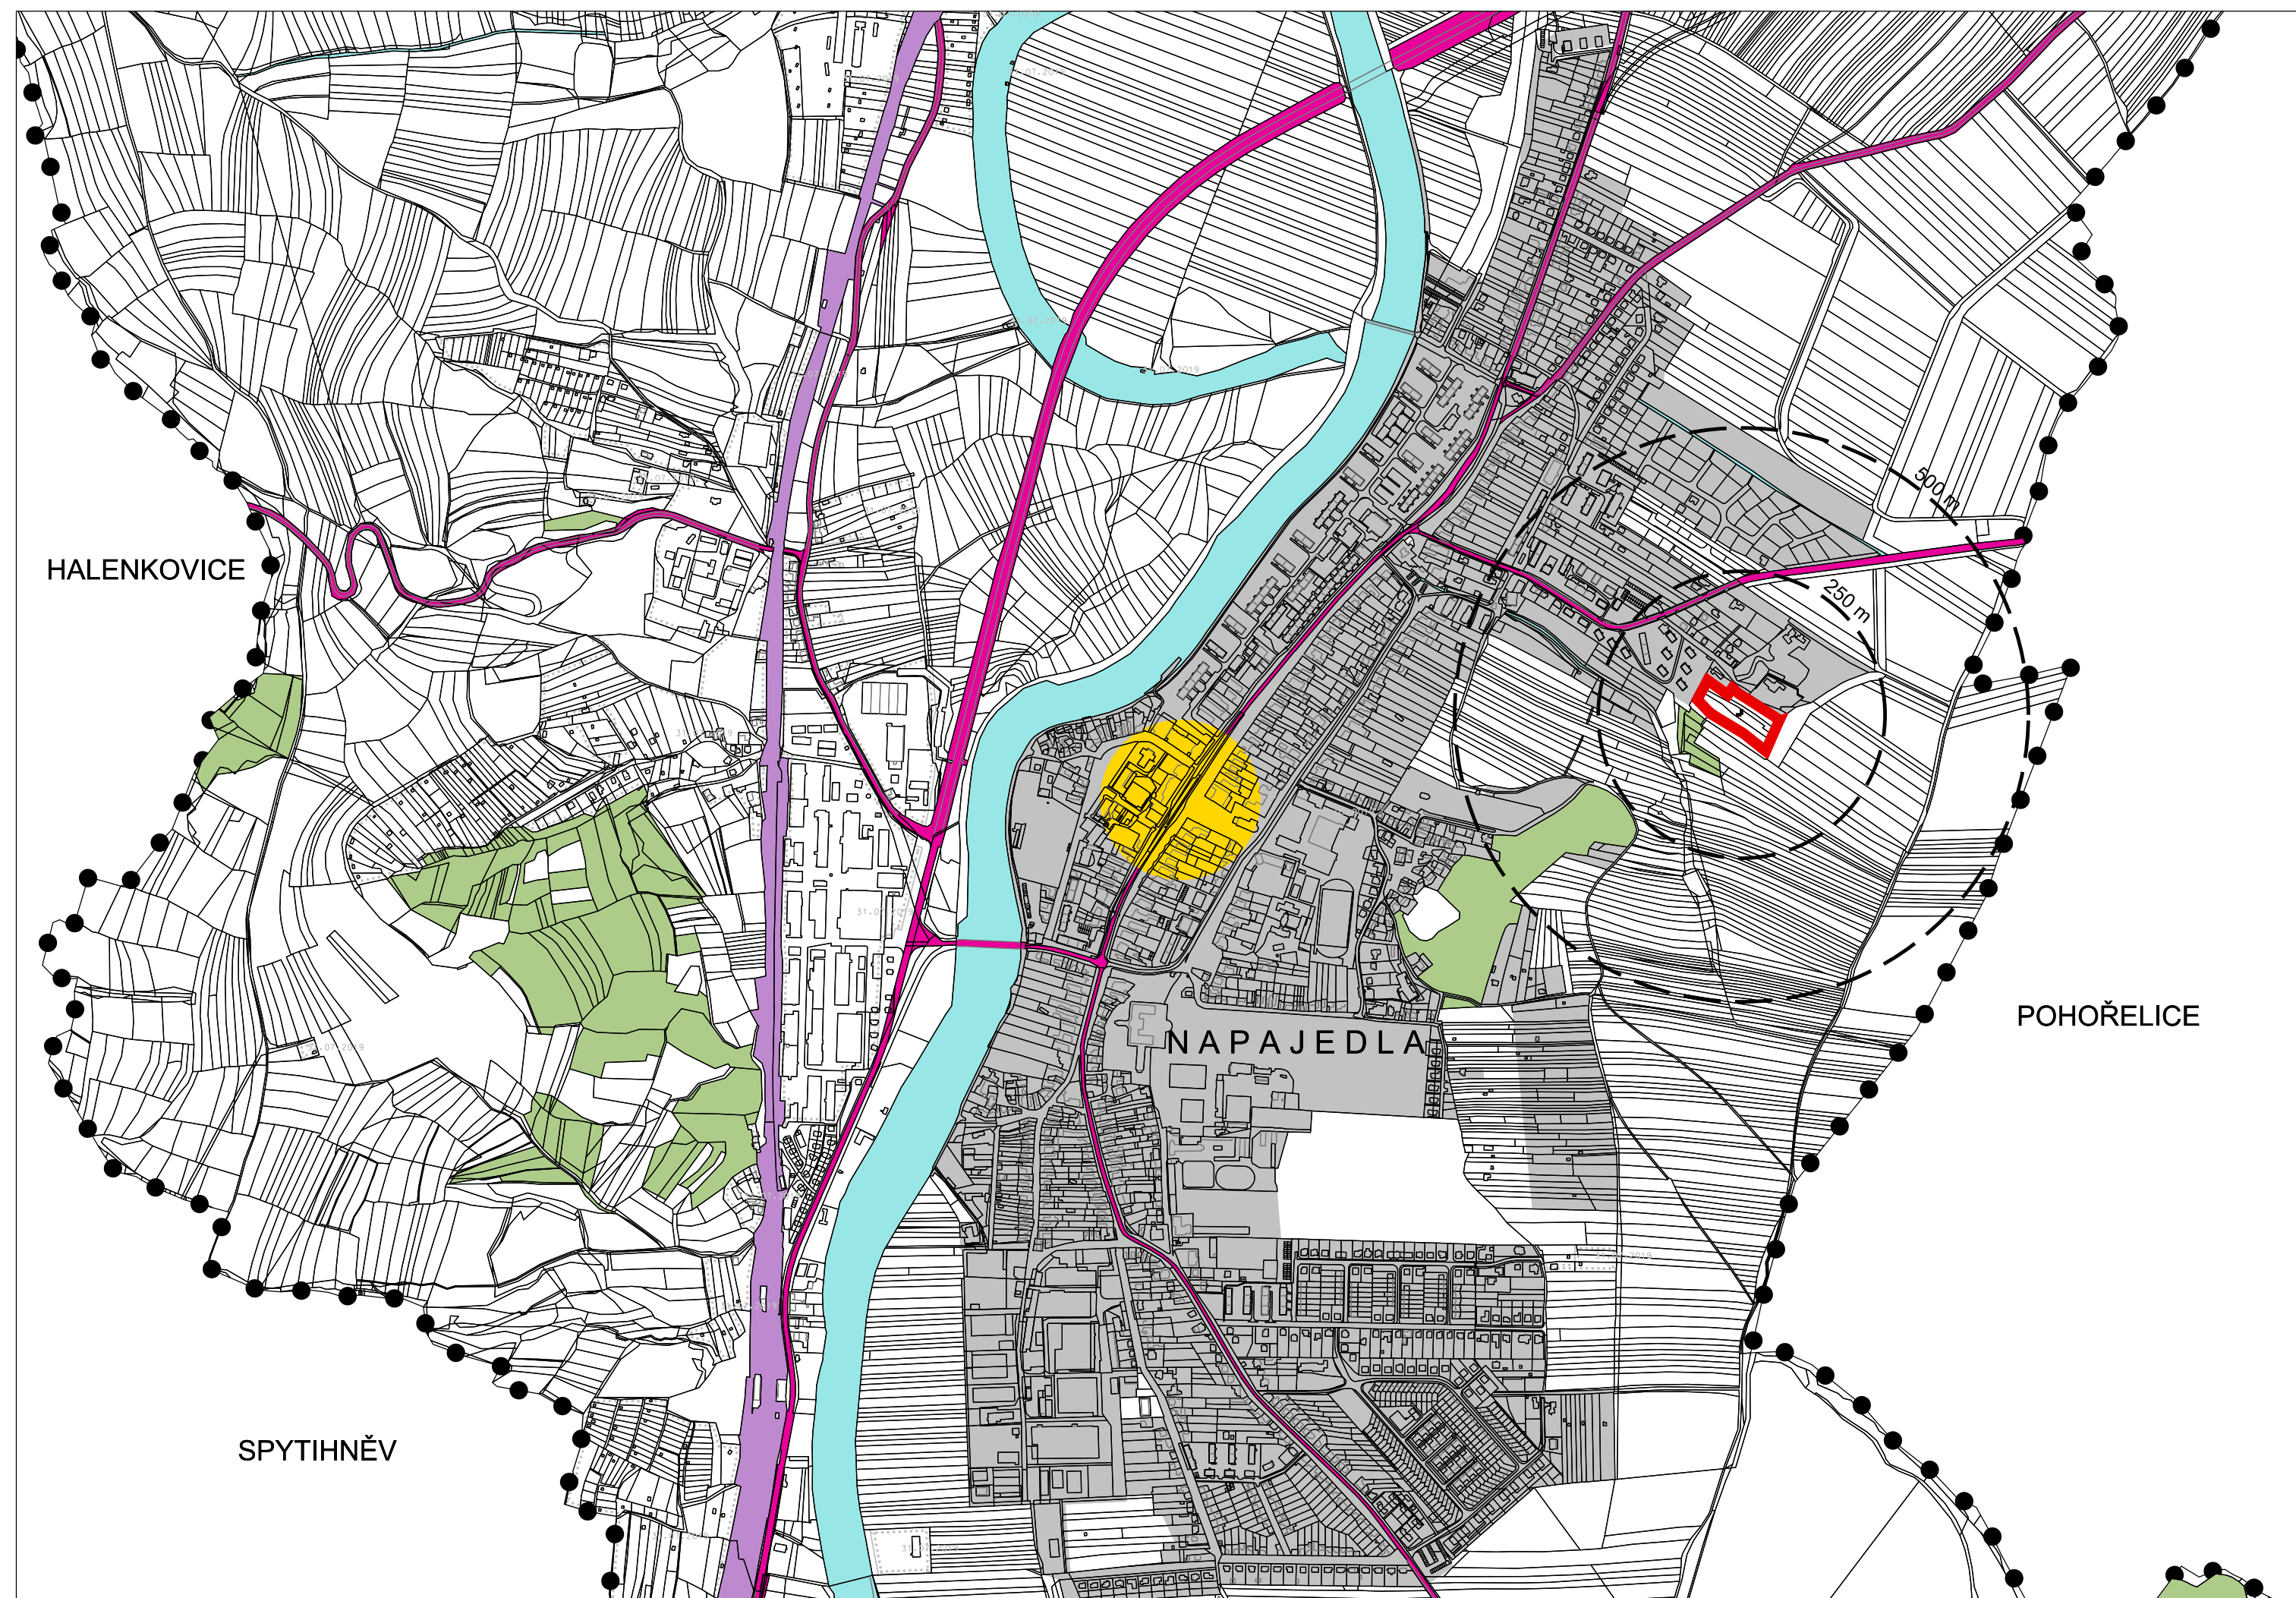 500 m
HALENKOVICE
250 m
POHOŘELICE
NAPAJEDLA
SPYTIHNĚV